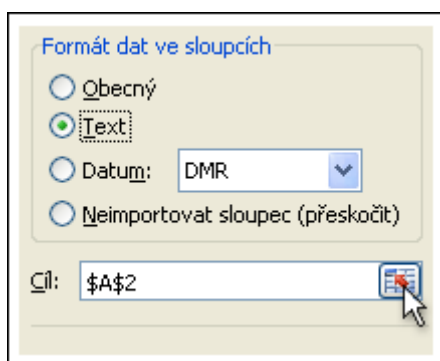 Formát dat ve sloupcích
Obecný
Text
Datum: DMR
Neimportovat sloupec (přeskočit)
Cíl: $A$2